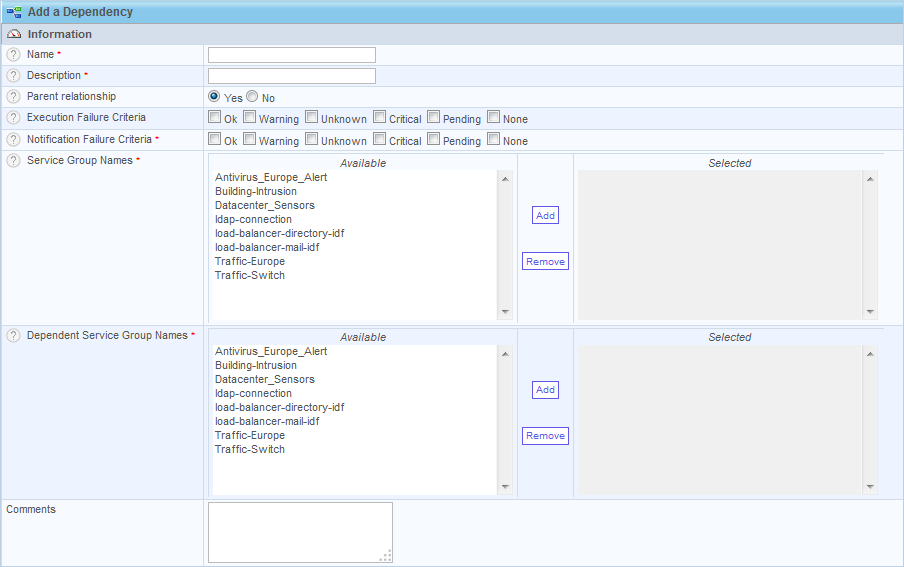 Add a Dependency
Information
? Name *
? Description *
? Parent relationship Yes No
? Execution Failure Criteria Ok Warning Unknown Critical Pending None
? Notification Failure Criteria * Ok Warning Unknown Critical Pending None
? Service Group Names *
Available
Antivirus_Europe_Alert
Building-Intrusion
Datacenter_Sensors
ldap-connection
load-balancer-directory-idf
load-balancer-mail-idf
Traffic-Europe
Traffic-Switch
Add
Remove
Selected
? Dependent Service Group Names *
Available
Antivirus_Europe_Alert
Building-Intrusion
Datacenter_Sensors
ldap-connection
load-balancer-directory-idf
load-balancer-mail-idf
Traffic-Europe
Traffic-Switch
Add
Remove
Selected
Comments